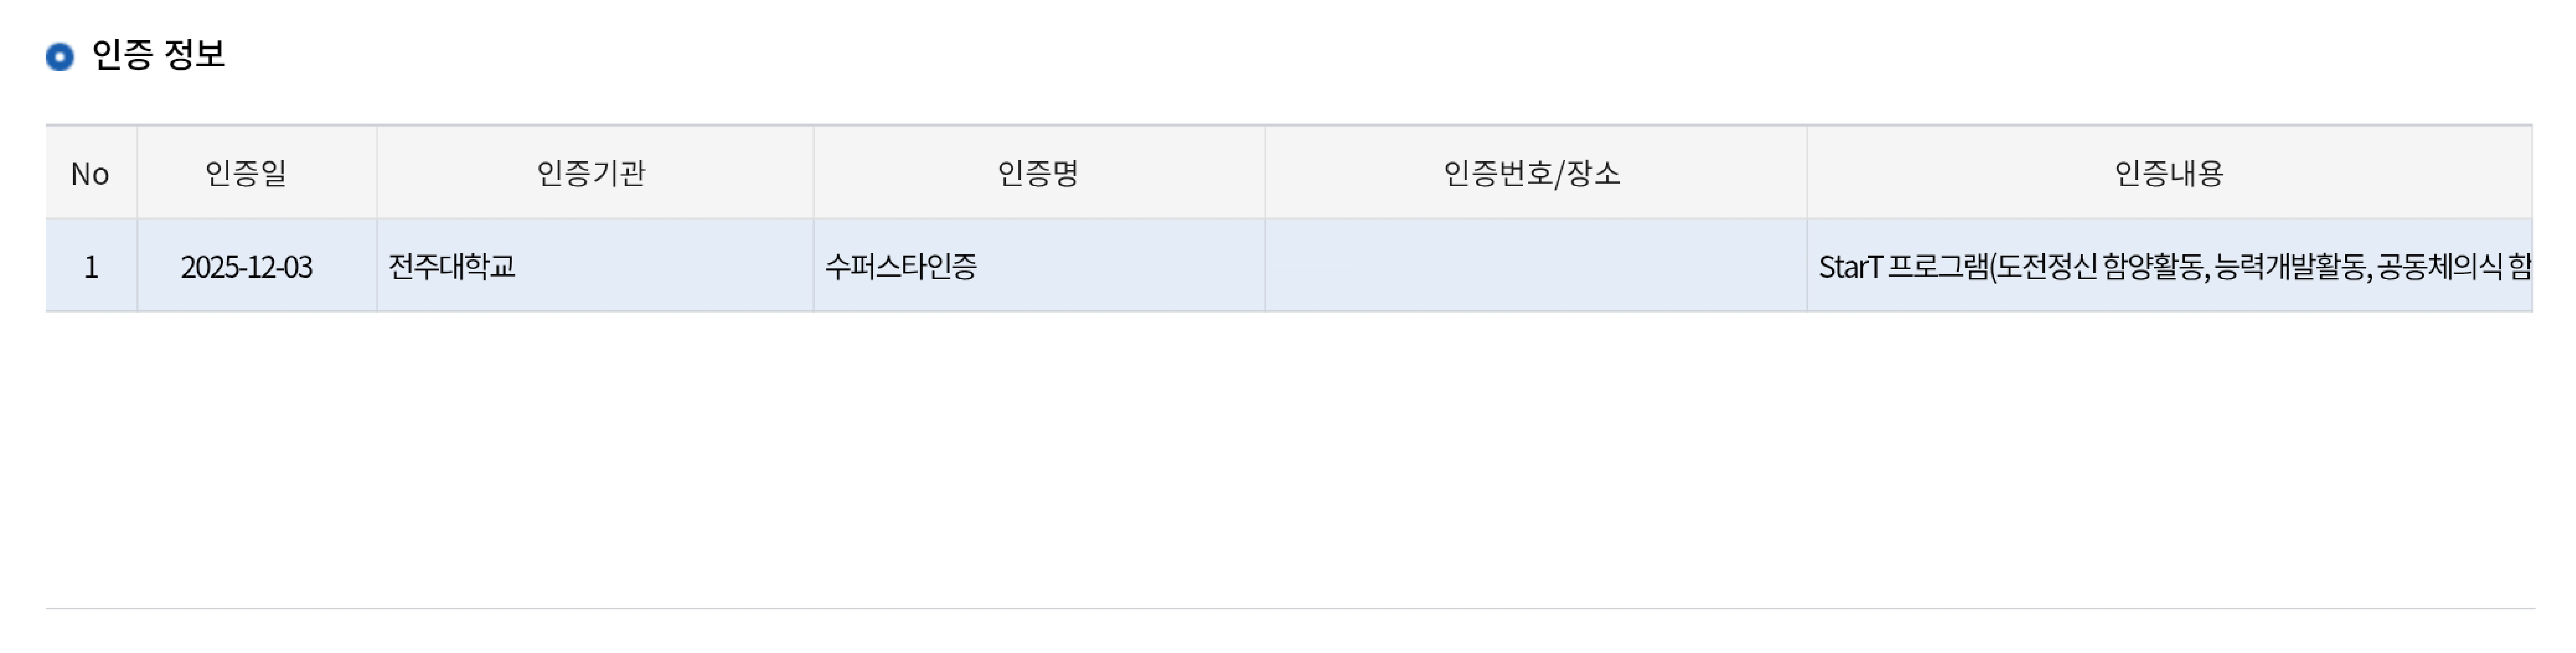 인증 정보
No 인증일 인증기관 인증명 인증번호/장소 인증내용
1 2025-12-03 전주대학교 수퍼스타인증 StarT 프로그램(도전정신 함양활동, 능력개발활동, 공동체의식 함